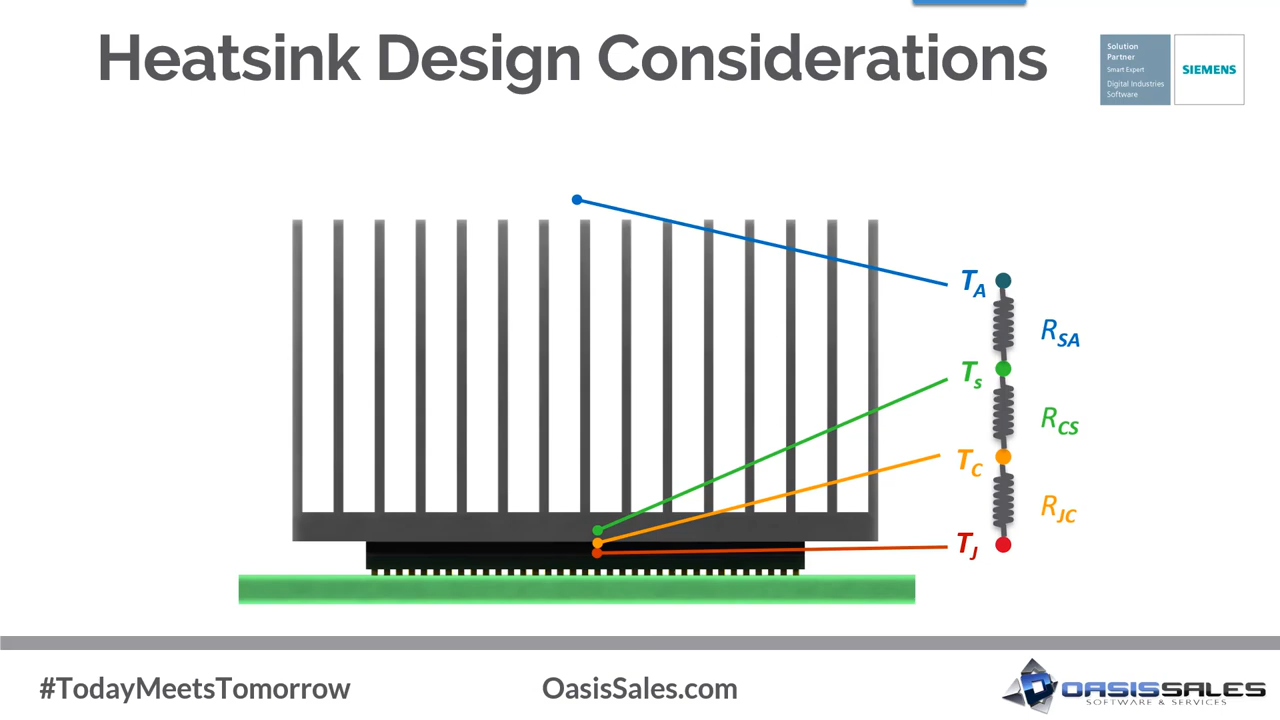 Heatsink Design Considerations
Solution
Partner
Smart Expert
Digital Industries
Software
SIEMENS
TA
RSA
Ts
RCS
TC
RJC
TJ
#TodayMeetsTomorrow
OasisSales.com
OASISSALES
SOFTWARE & SERVICES